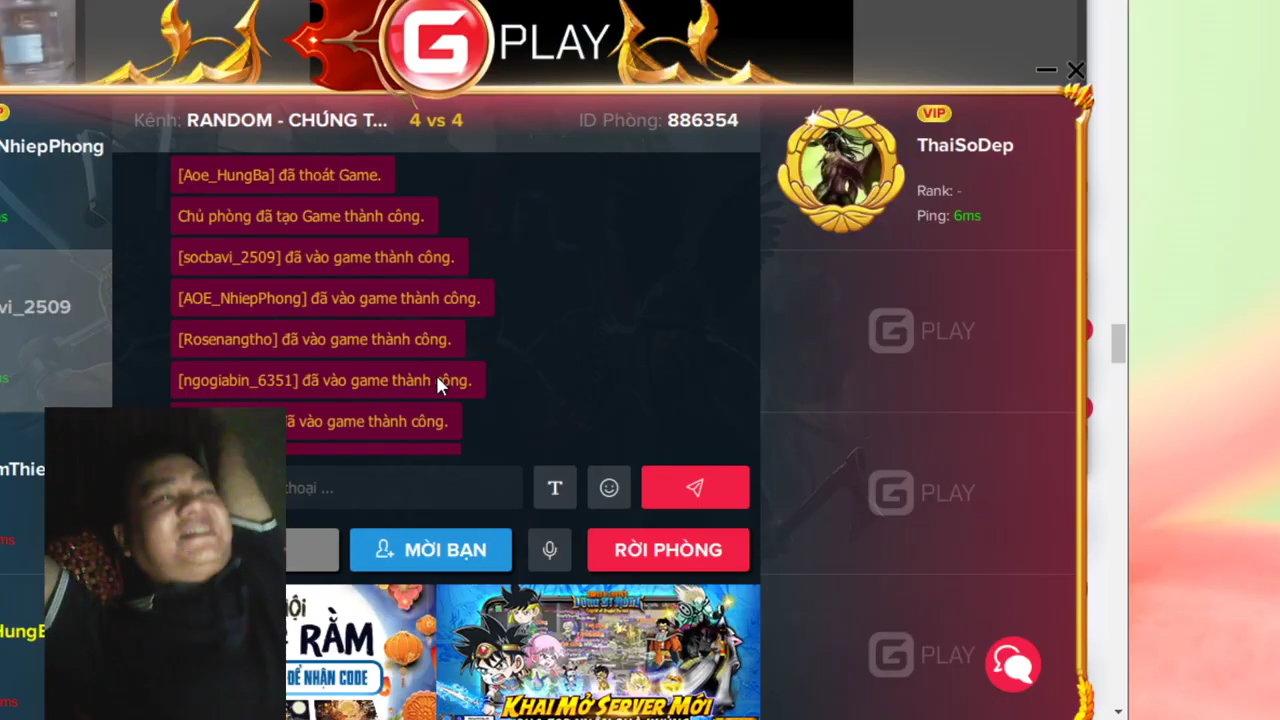 G PLAY
Kênh: RANDOM - CHÚNG T... 4 vs 4 ID Phòng: 886354
NhiepPhong
vi_2509
mThie
HungB
ms
[Aoe_HungBa] đã thoát Game.
Chủ phòng đã tạo Game thành công.
[socbavi_2509] đã vào game thành công.
[AOE_NhiepPhong] đã vào game thành công.
[Rosenangtho] đã vào game thành công.
[ngogiabin_6351] đã vào game thành công.
đã vào game thành công.
thoại ...
T
MỜI BẠN
RỜI PHÒNG
RẰM
ĐỂ NHẬN CODE
KHAI MỞ SERVER MỚI
VIP
ThaiSoDep
Rank: -
Ping: 6ms
G PLAY
G PLAY
G PLAY